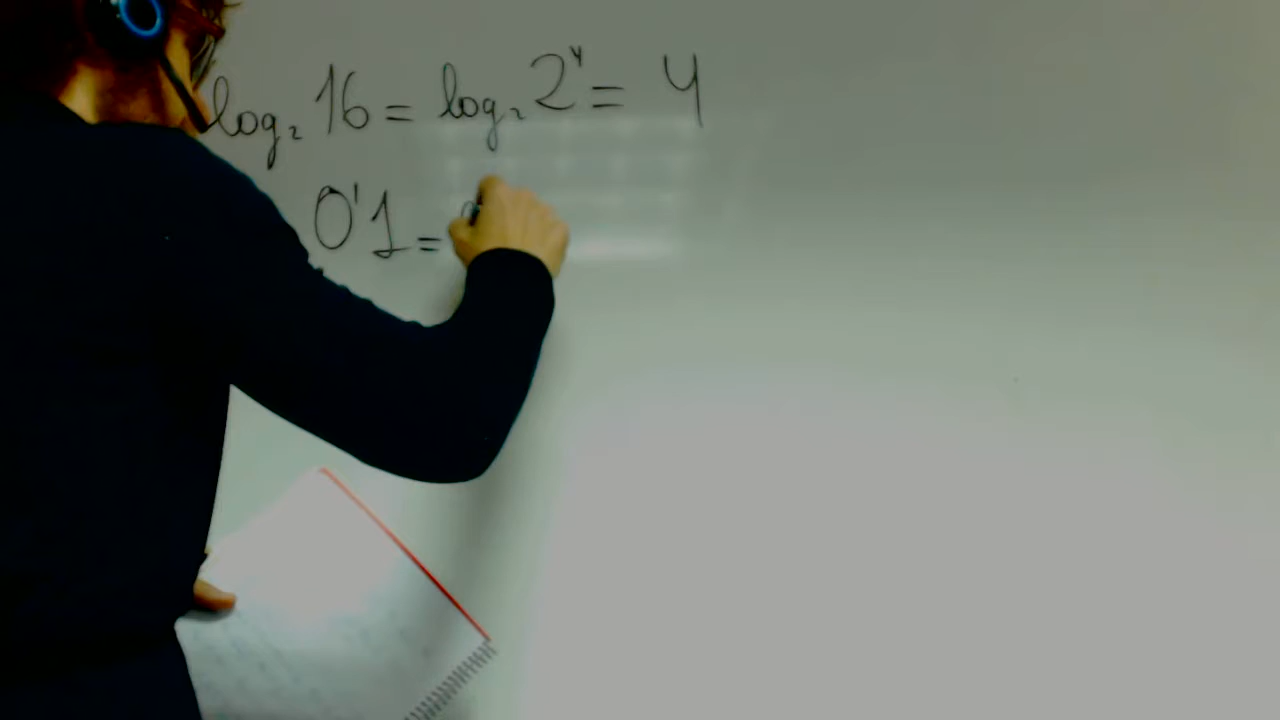 log₂ 16 = log₂ 2⁴ = 4
0'1 =